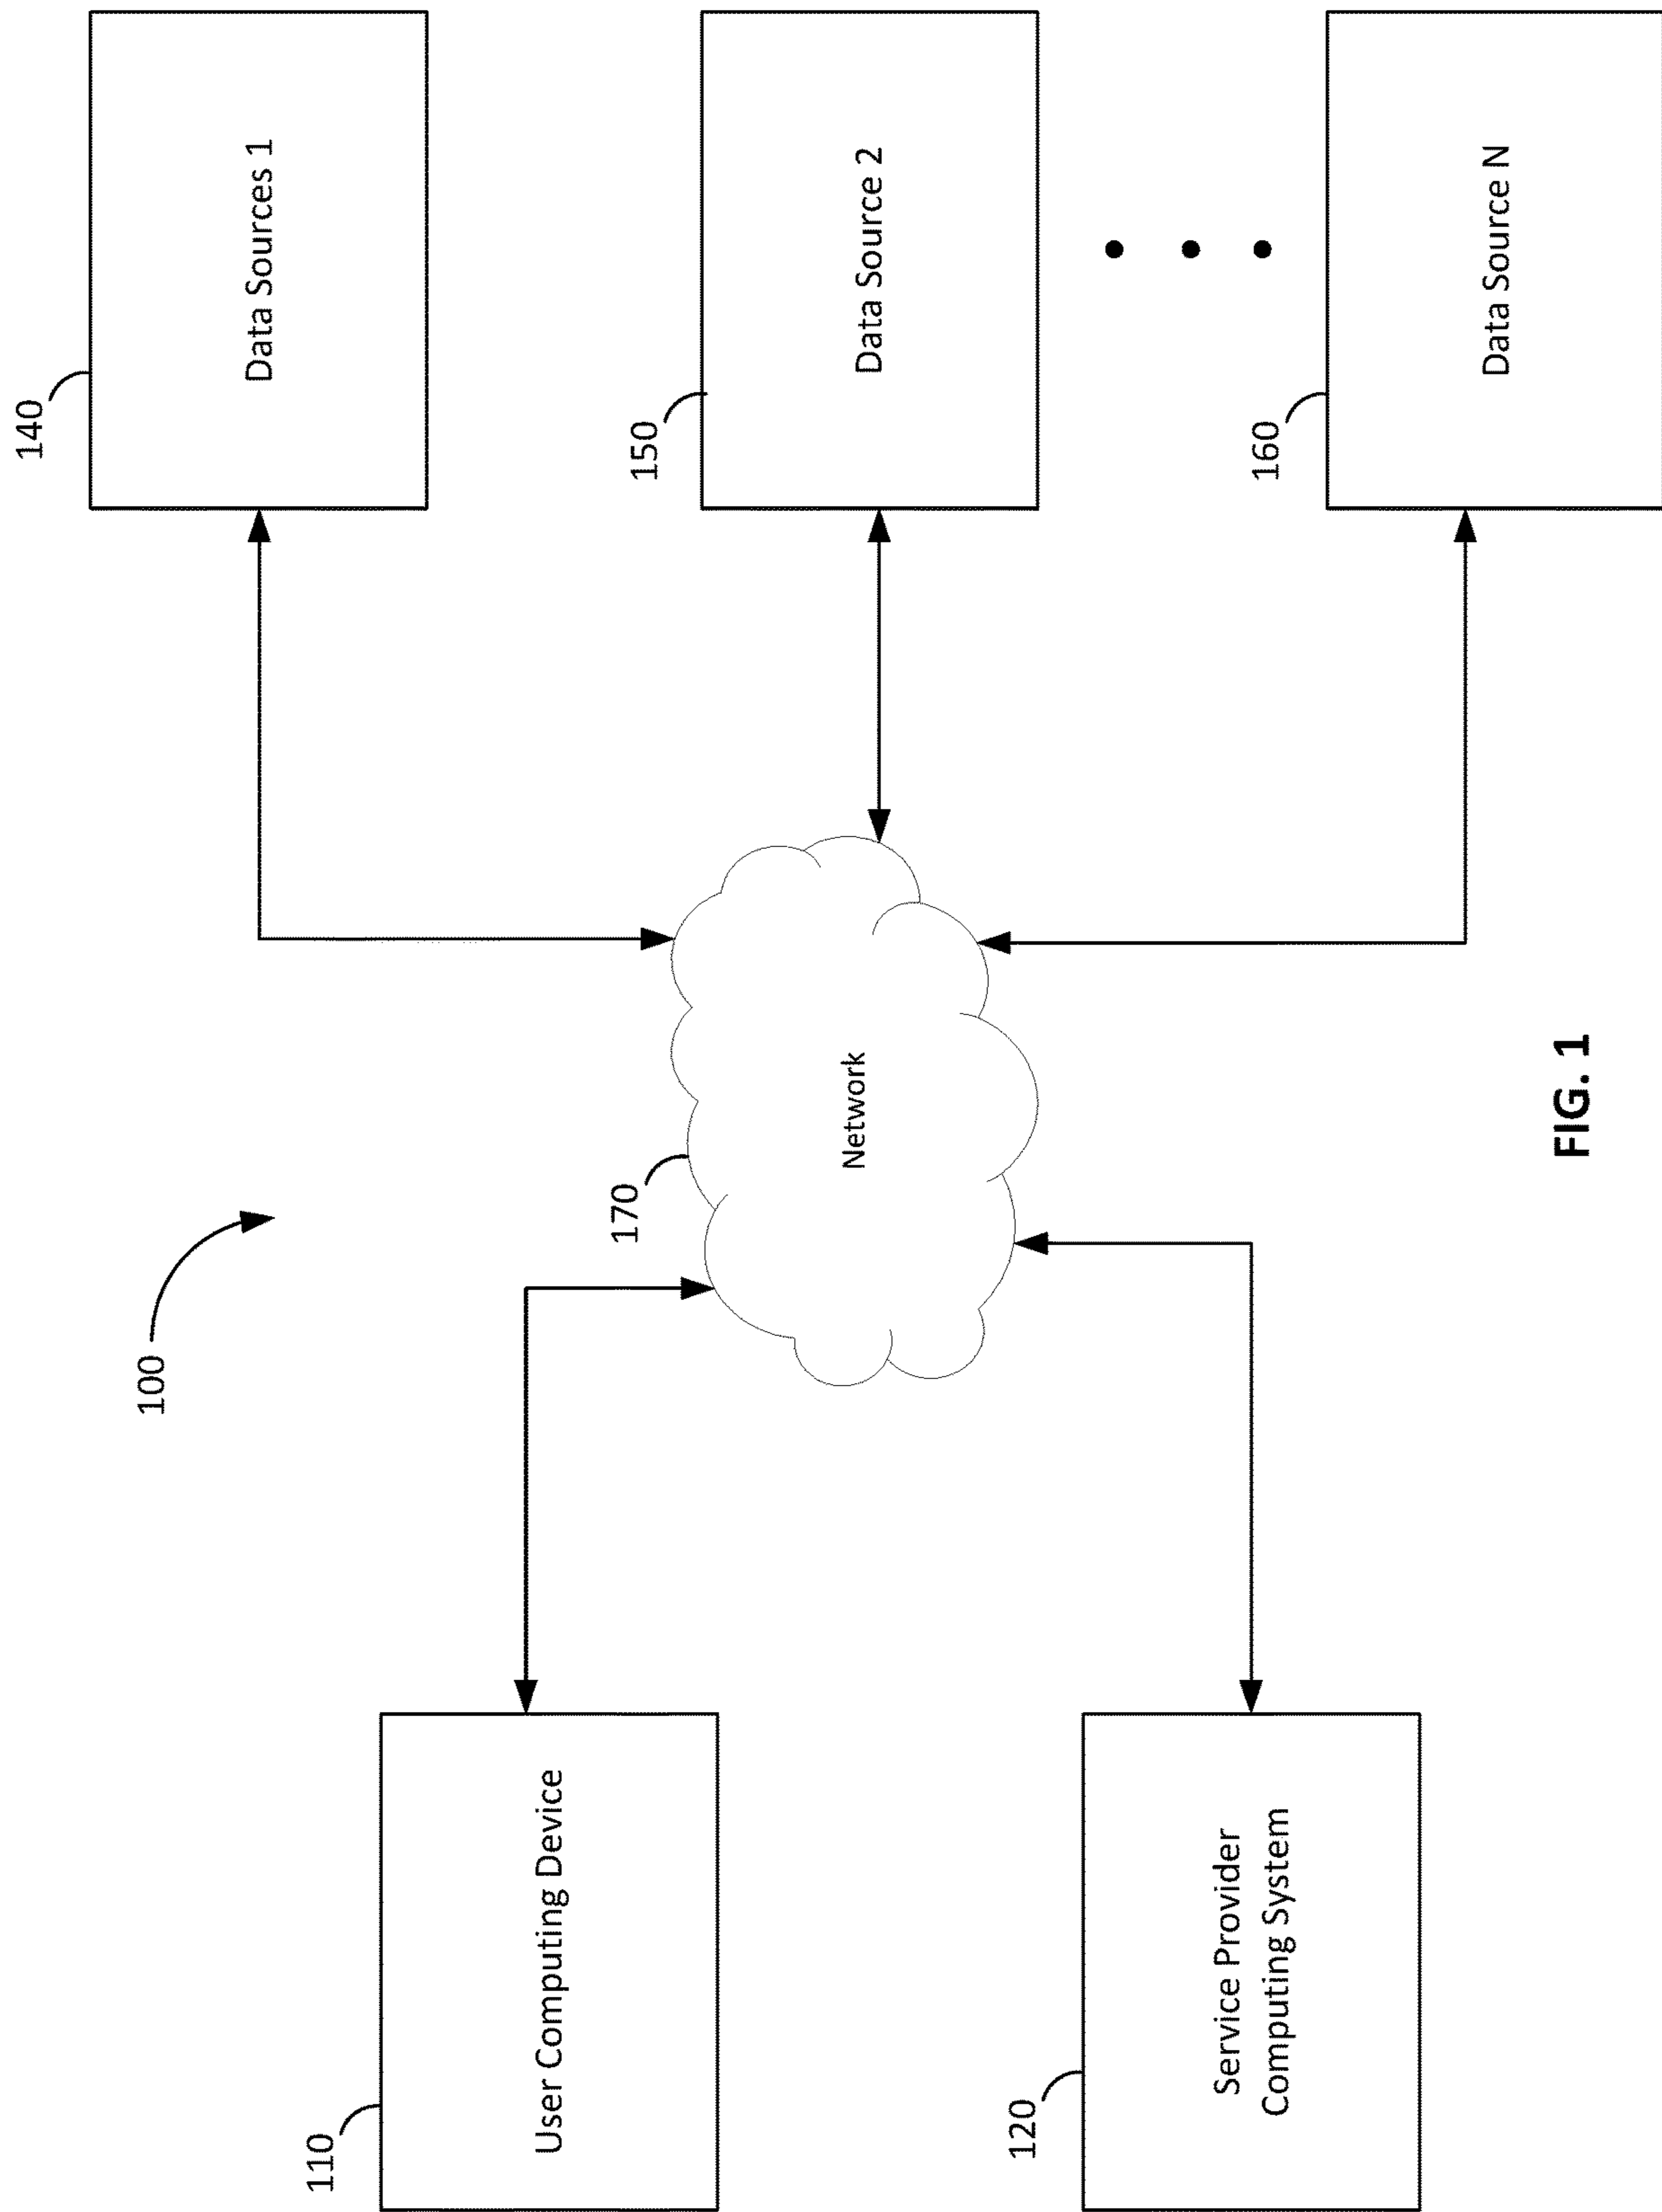 100
140
Data Sources 1
110
User Computing Device
170
Network
150
Data Source 2
120
Service Provider
Computing System
160
Data Source N
FIG. 1